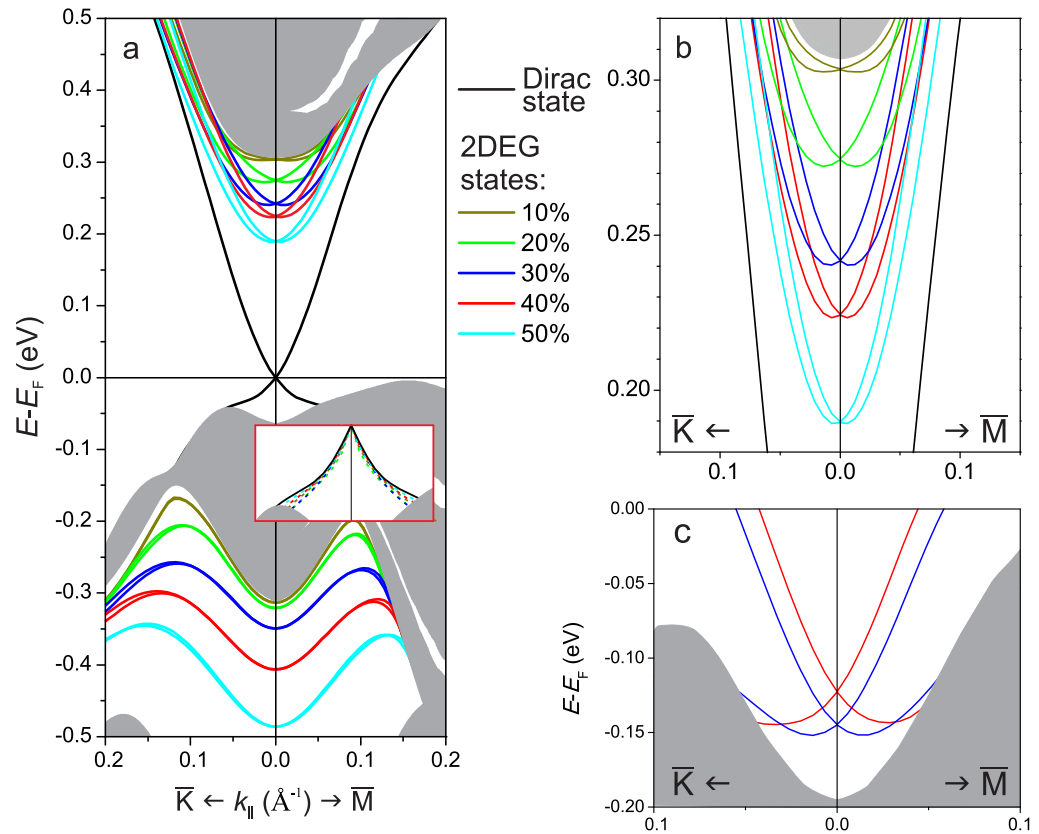 a
0.5
0.4
0.3
0.2
0.1
0.0
-0.1
-0.2
-0.3
-0.4
-0.5
E-E_F (eV)
0.2 0.1 0.0 0.1 0.2
K̅ ← k_|| (Å⁻¹) → M̅
Dirac
state
2DEG
states:
10%
20%
30%
40%
50%
b
0.30
0.25
0.20
K̅ ← → M̅
0.1 0.0 0.1
c
0.00
-0.05
-0.10
-0.15
-0.20
E-E_F (eV)
K̅ ← → M̅
0.1 0.0 0.1